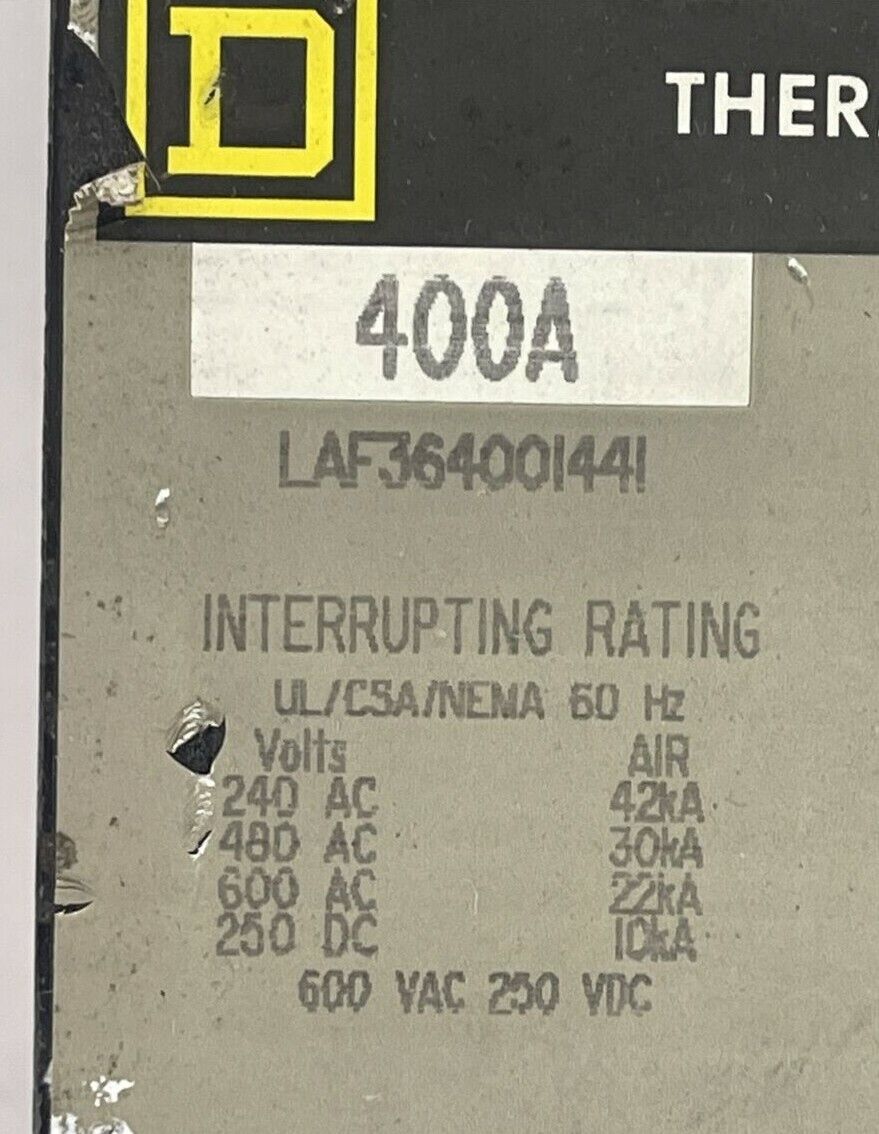 D
THER
400A
LAF364001441
INTERRUPTING RATING
UL/CSA/NEMA 60 Hz
Volts AIR
240 AC 42kA
480 AC 30kA
600 AC 22kA
250 DC 10kA
600 VAC 250 VDC